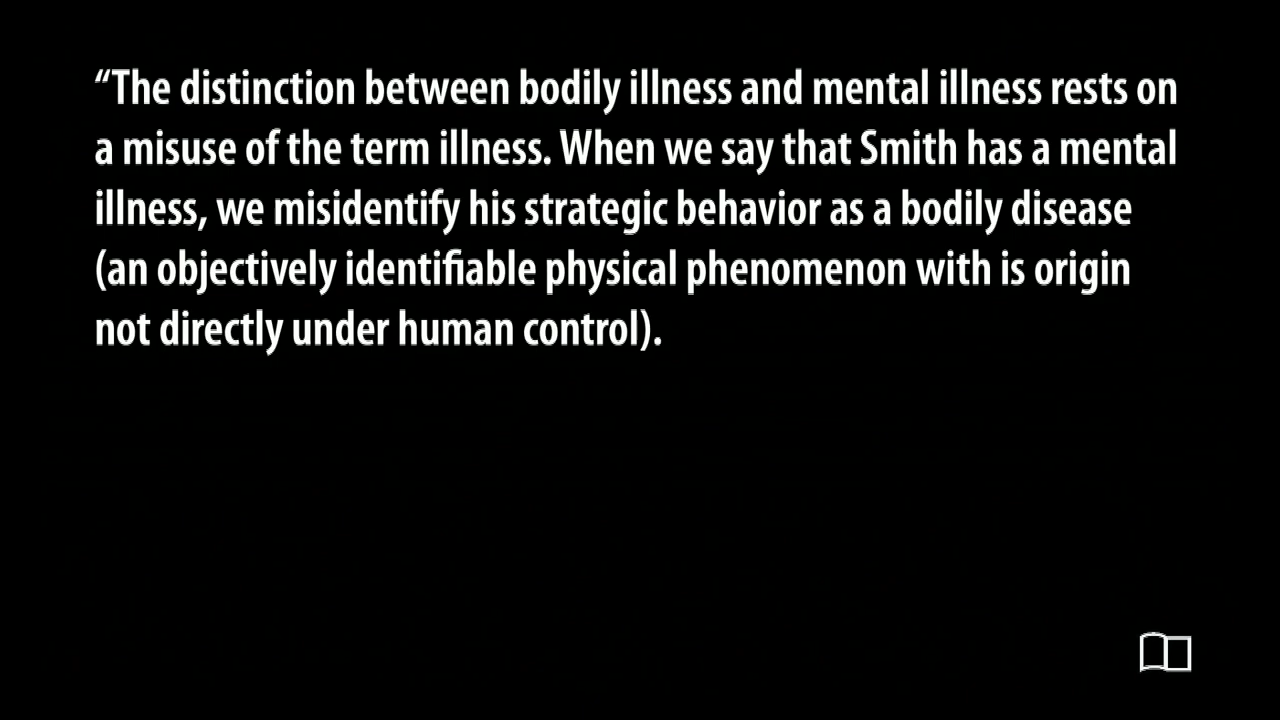 “The distinction between bodily illness and mental illness rests on
a misuse of the term illness. When we say that Smith has a mental
illness, we misidentify his strategic behavior as a bodily disease
(an objectively identifiable physical phenomenon with is origin
not directly under human control).